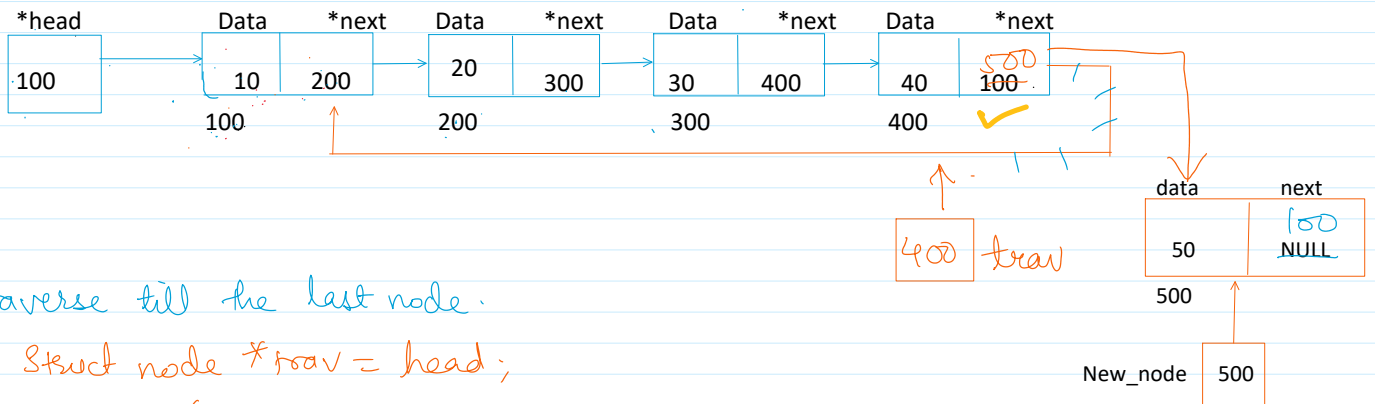 *head Data *next Data *next Data *next Data *next
100 10 200 20 300 30 400 40 500 100
100 200 300 400
data next
50 100 NULL
400 trav
500
averse till the last node.
Struct node *trav = head;
New_node 500